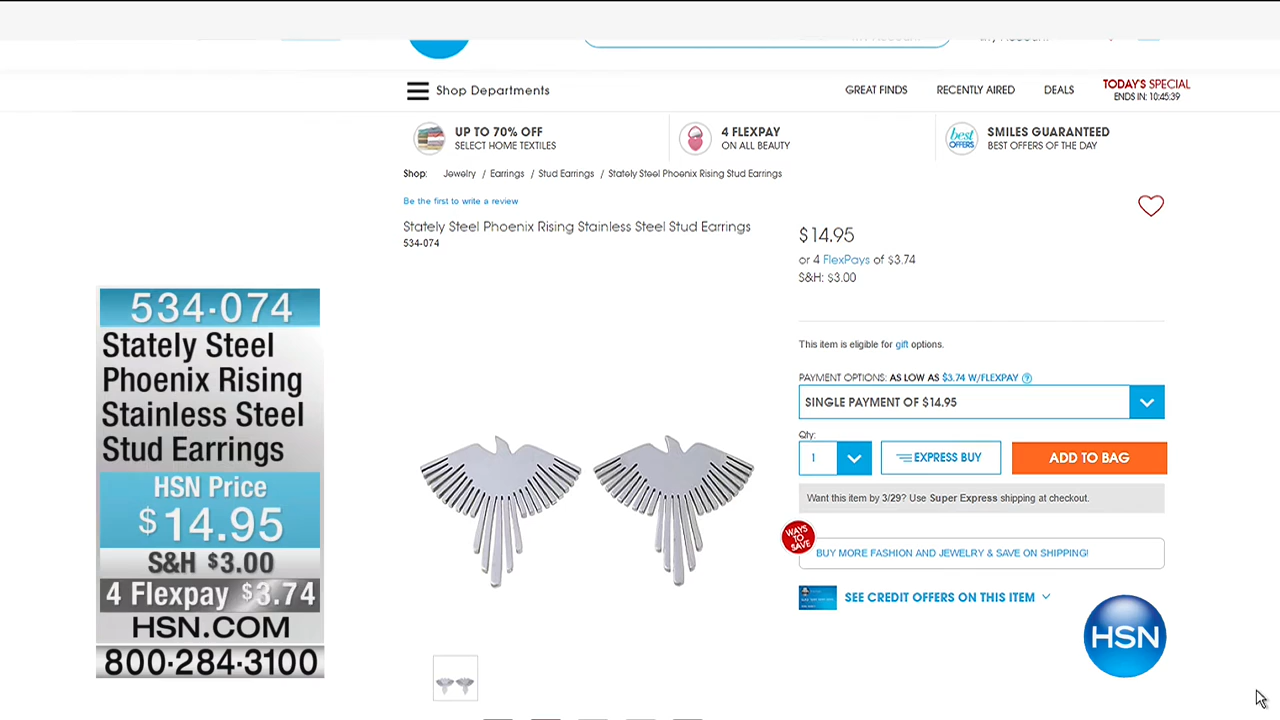 Shop Departments
GREAT FINDS
RECENTLY AIRED
DEALS
TODAY'S SPECIAL
ENDS IN: 10:45:39
UP TO 70% OFF
SELECT HOME TEXTILES
4 FLEXPAY
ON ALL BEAUTY
best OFFERS
SMILES GUARANTEED
BEST OFFERS OF THE DAY
Shop: Jewelry / Earrings / Stud Earrings / Stately Steel Phoenix Rising Stud Earrings
Be the first to write a review
Stately Steel Phoenix Rising Stainless Steel Stud Earrings
534-074
$14.95
or 4 FlexPays of $3.74
S&H: $3.00
This item is eligible for gift options.
PAYMENT OPTIONS: AS LOW AS $3.74 W/FLEXPAY ?
SINGLE PAYMENT OF $14.95
Qty:
1
EXPRESS BUY
ADD TO BAG
Want this item by 3/29? Use Super Express shipping at checkout.
WAYS TO SAVE
BUY MORE FASHION AND JEWELRY & SAVE ON SHIPPING!
SEE CREDIT OFFERS ON THIS ITEM
HSN
534·074
Stately Steel
Phoenix Rising
Stainless Steel
Stud Earrings
HSN Price
$14.95
S&H $3.00
4 Flexpay $3.74
HSN.COM
800·284·3100